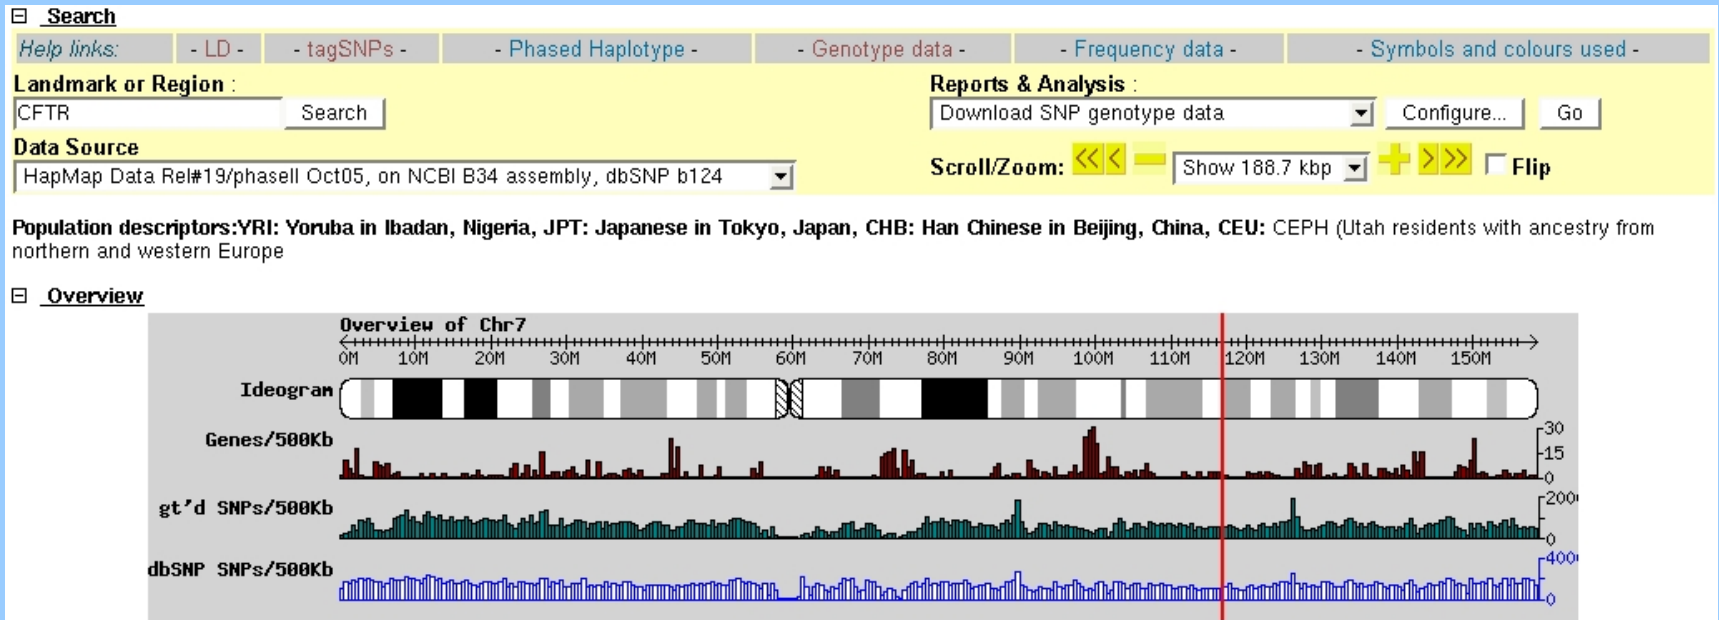 Search
Help links: - LD - - tagSNPs - - Phased Haplotype - - Genotype data - - Frequency data - - Symbols and colours used -
Landmark or Region : Reports & Analysis :
CFTR Search Download SNP genotype data Configure... Go
Data Source
HapMap Data Rel#19/phaseII Oct05, on NCBI B34 assembly, dbSNP b124 Scroll/Zoom: << < Show 188.7 kbp > >> Flip
Population descriptors:YRI: Yoruba in Ibadan, Nigeria, JPT: Japanese in Tokyo, Japan, CHB: Han Chinese in Beijing, China, CEU: CEPH (Utah residents with ancestry from
northern and western Europe
Overview
Overview of Chr7
0M 10M 20M 30M 40M 50M 60M 70M 80M 90M 100M 110M 120M 130M 140M 150M
Ideogram
Genes/500Kb 30
15
0
gt'd SNPs/500Kb 200
0
dbSNP SNPs/500Kb 400
0